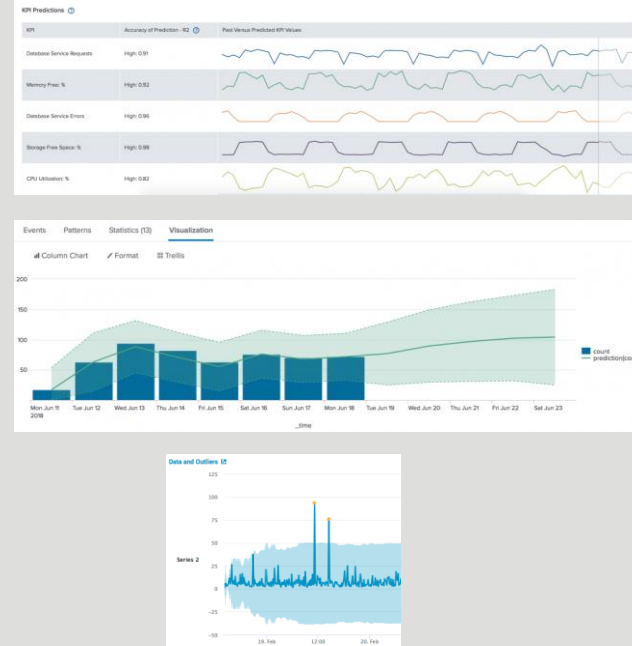 KPI Predictions ?
KPI Accuracy of Prediction - R2 ? Past Versus Predicted KPI Values
Database Service Requests High: 0.91
Memory Free: % High: 0.92
Database Service Errors High: 0.96
Storage Free Space: % High: 0.98
CPU Utilization: % High: 0.82
Events Patterns Statistics (13) Visualization
Column Chart Format Trellis
200
150
100
50
count
prediction(co
Mon Jun 11 Tue Jun 12 Wed Jun 13 Thu Jun 14 Fri Jun 15 Sat Jun 16 Sun Jun 17 Mon Jun 18 Tue Jun 19 Wed Jun 20 Thu Jun 21 Fri Jun 22 Sat Jun 23
2018
_time
Data and Outliers
125
100
75
50
Series 2
25
0
-25
-50
19. Feb 12:00 20. Feb